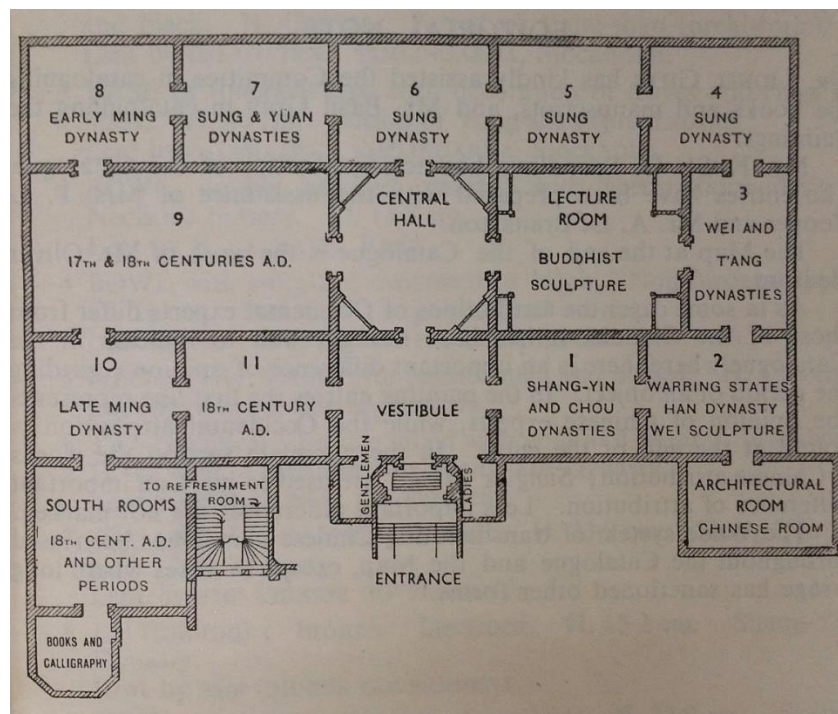 8
EARLY MING
DYNASTY
7
SUNG & YÜAN
DYNASTIES
6
SUNG
DYNASTY
5
SUNG
DYNASTY
4
SUNG
DYNASTY
9
17TH & 18TH CENTURIES A.D.
CENTRAL
HALL
LECTURE
ROOM
BUDDHIST
SCULPTURE
3
WEI AND
T'ANG
DYNASTIES
10
LATE MING
DYNASTY
11
18TH CENTURY
A.D.
VESTIBULE
1
SHANG-YIN
AND CHOU
DYNASTIES
2
WARRING STATES
HAN DYNASTY
WEI SCULPTURE
GENTLEMEN
LADIES
SOUTH ROOMS
18TH CENT. A.D.
AND OTHER
PERIODS
TO REFRESHMENT
ROOM
ENTRANCE
ARCHITECTURAL
ROOM
CHINESE ROOM
BOOKS AND
CALLIGRAPHY